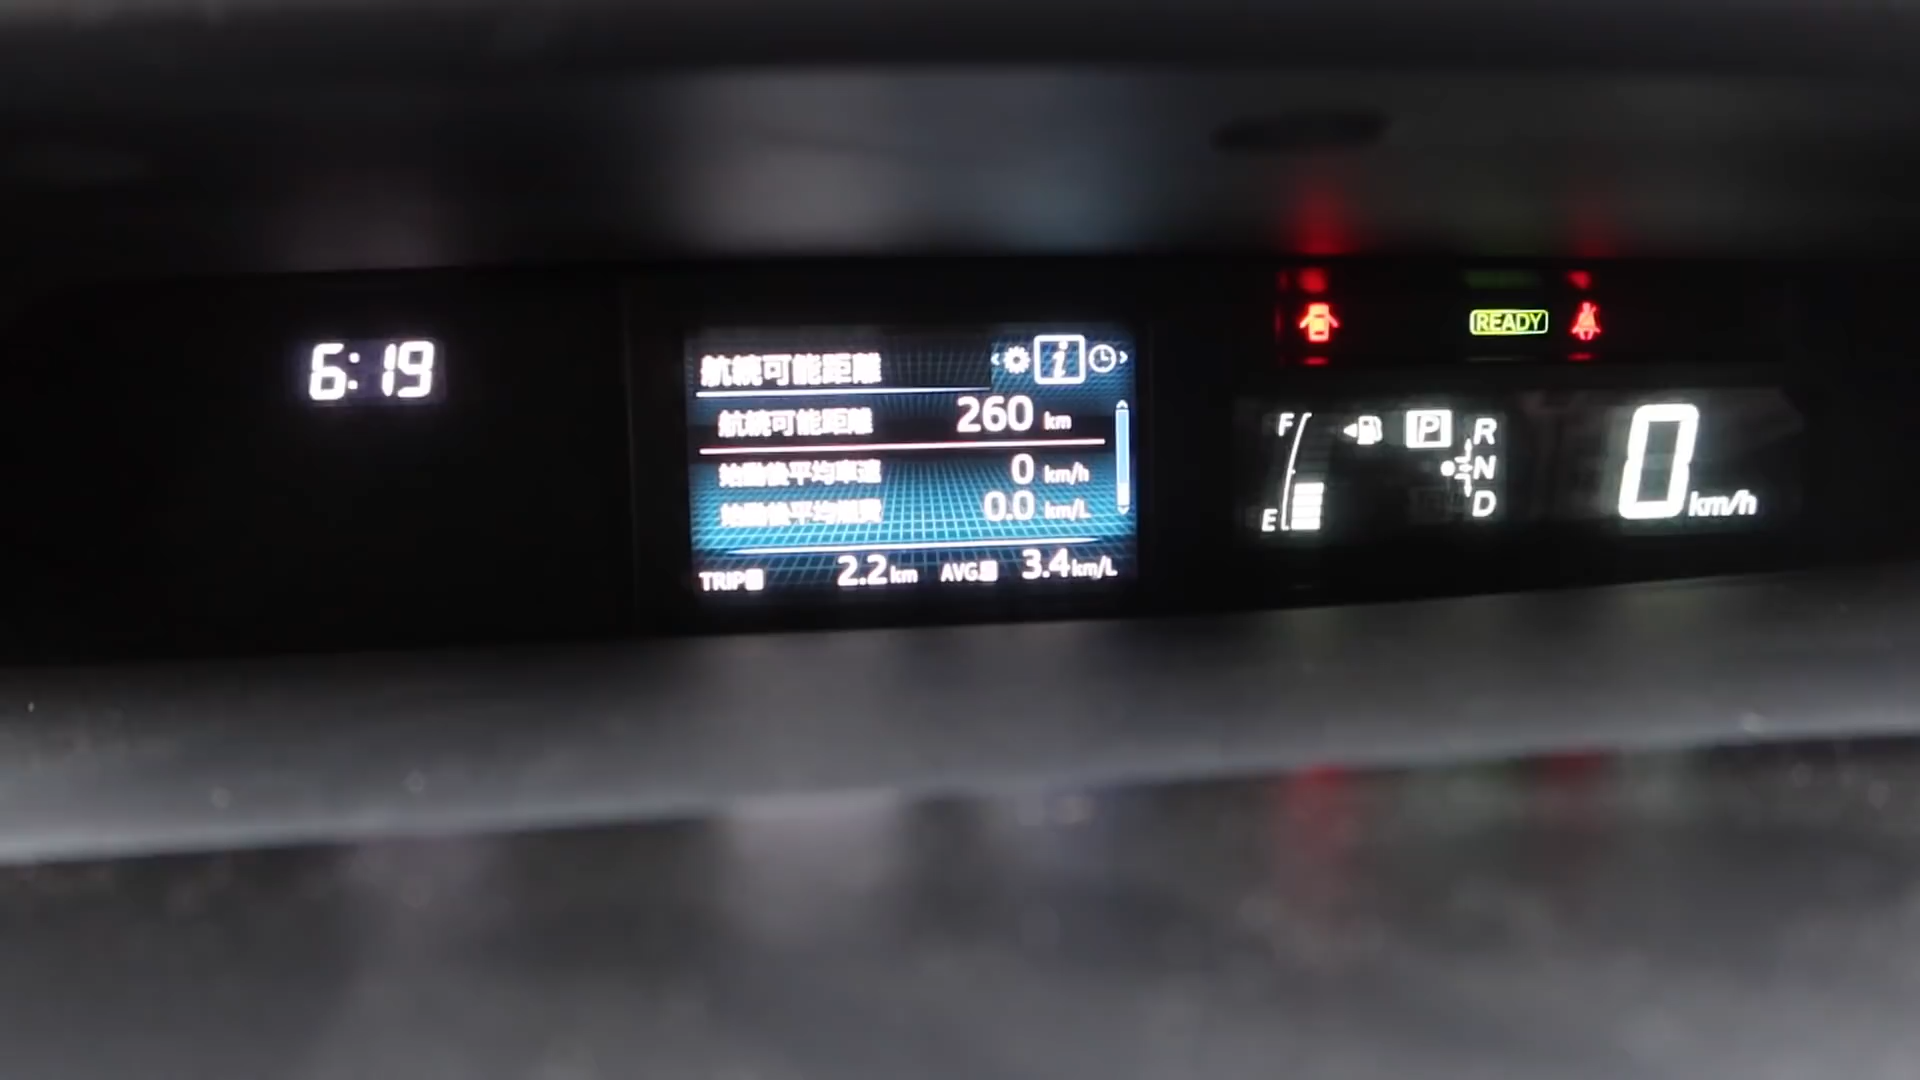 6:19
航続可能距離
航続可能距離 260 km
始動後平均車速 0 km/h
始動後平均燃費 0.0 km/L
TRIP 2.2 km AVG. 3.4 km/L
READY
F
E
P
R
N
D
0 km/h